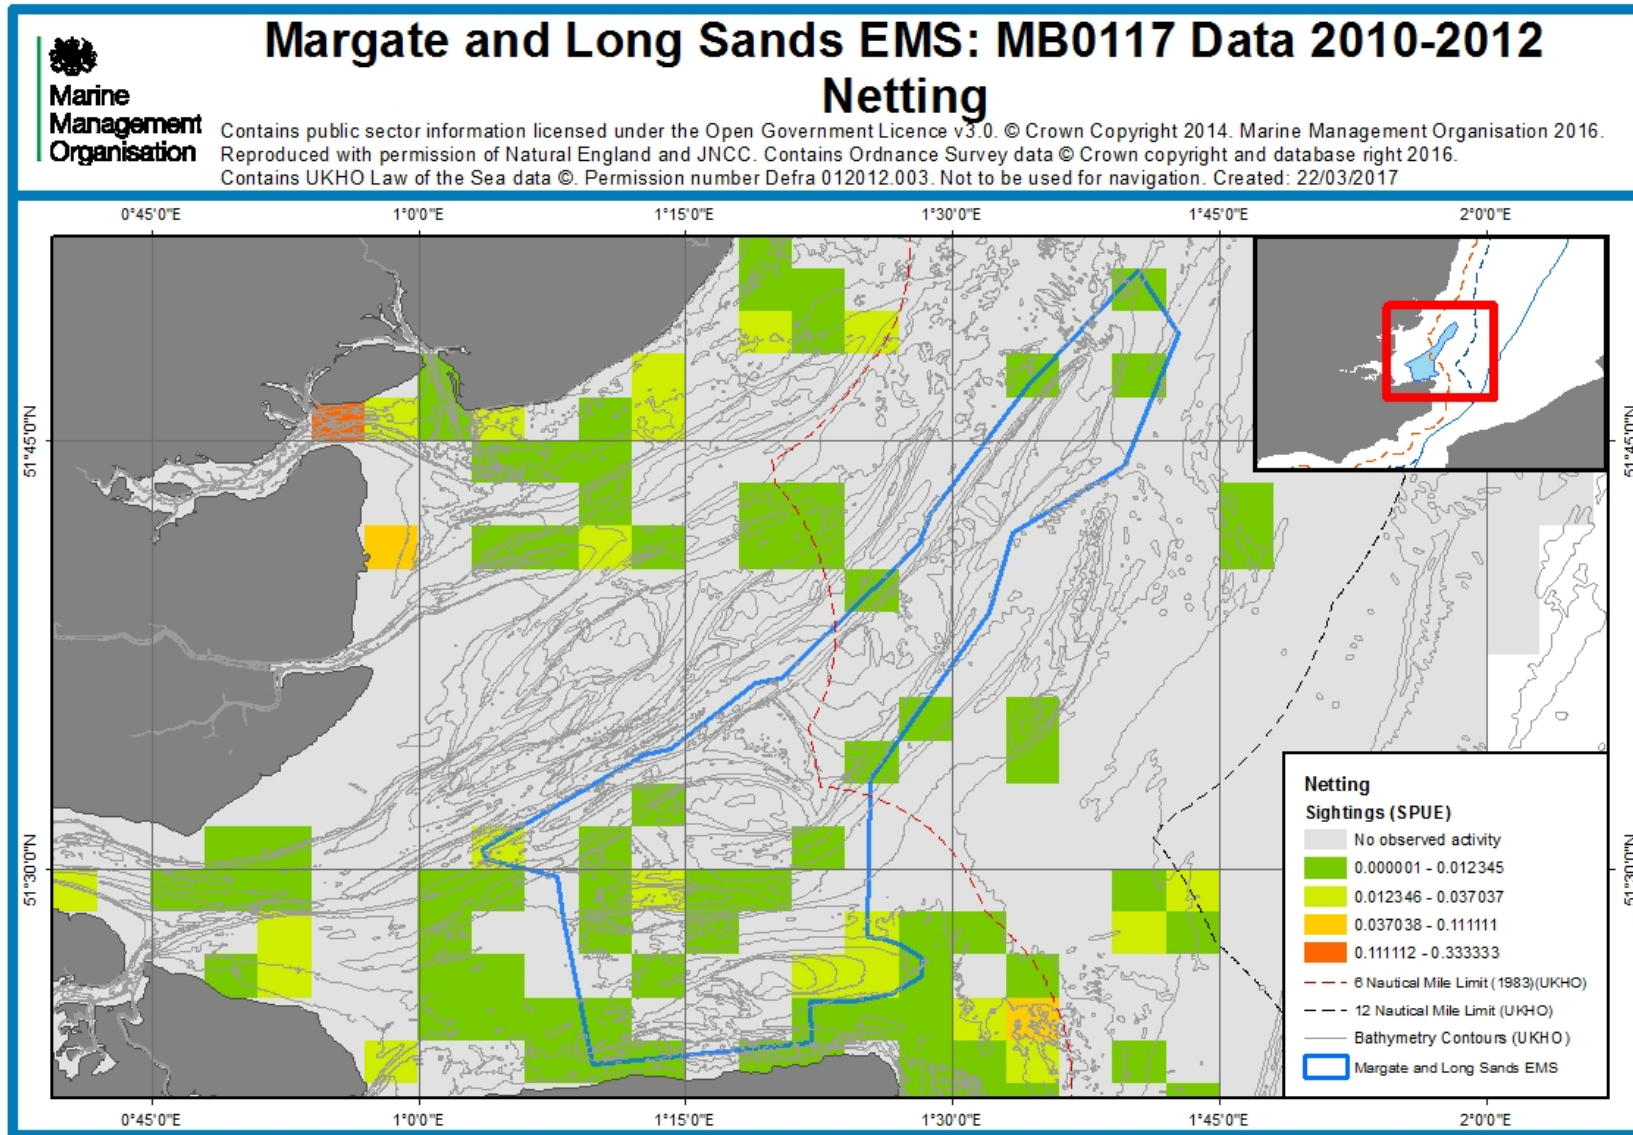 Margate and Long Sands EMS: MB0117 Data 2010-2012
Netting
Marine
Management
Organisation
Contains public sector information licensed under the Open Government Licence v3.0. © Crown Copyright 2014. Marine Management Organisation 2016.
Reproduced with permission of Natural England and JNCC. Contains Ordnance Survey data © Crown copyright and database right 2016.
Contains UKHO Law of the Sea data ©. Permission number Defra 012012.003. Not to be used for navigation. Created: 22/03/2017
0°45'0"E 1°0'0"E 1°15'0"E 1°30'0"E 1°45'0"E 2°0'0"E
51°45'0"N 51°45'0"N
51°30'0"N 51°30'0"N
Netting
Sightings (SPUE)
No observed activity
0.000001 - 0.012345
0.012346 - 0.037037
0.037038 - 0.111111
0.111112 - 0.333333
6 Nautical Mile Limit (1983)(UKHO)
12 Nautical Mile Limit (UKHO)
Bathymetry Contours (UKHO)
Margate and Long Sands EMS
0°45'0"E 1°0'0"E 1°15'0"E 1°30'0"E 1°45'0"E 2°0'0"E